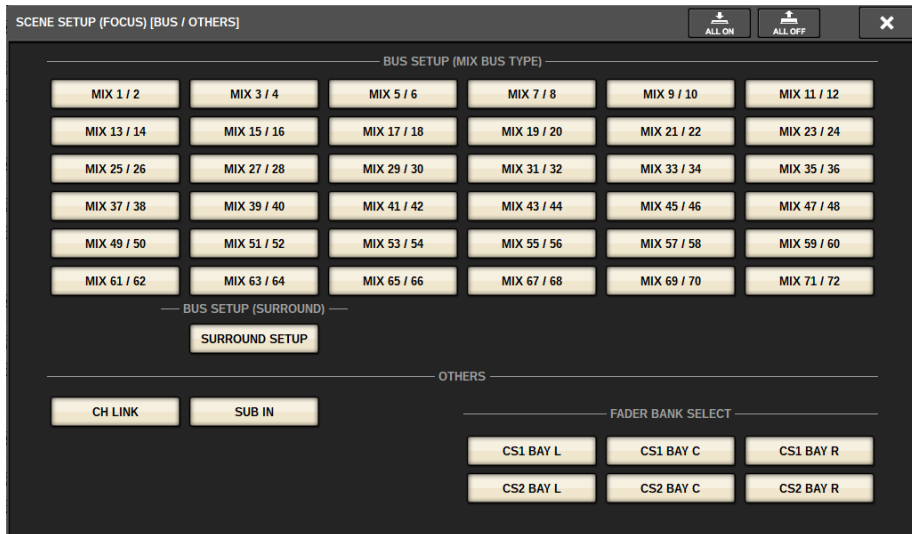 SCENE SETUP (FOCUS) [BUS / OTHERS]
ALL ON
ALL OFF
BUS SETUP (MIX BUS TYPE)
MIX 1 / 2 MIX 3 / 4 MIX 5 / 6 MIX 7 / 8 MIX 9 / 10 MIX 11 / 12
MIX 13 / 14 MIX 15 / 16 MIX 17 / 18 MIX 19 / 20 MIX 21 / 22 MIX 23 / 24
MIX 25 / 26 MIX 27 / 28 MIX 29 / 30 MIX 31 / 32 MIX 33 / 34 MIX 35 / 36
MIX 37 / 38 MIX 39 / 40 MIX 41 / 42 MIX 43 / 44 MIX 45 / 46 MIX 47 / 48
MIX 49 / 50 MIX 51 / 52 MIX 53 / 54 MIX 55 / 56 MIX 57 / 58 MIX 59 / 60
MIX 61 / 62 MIX 63 / 64 MIX 65 / 66 MIX 67 / 68 MIX 69 / 70 MIX 71 / 72
BUS SETUP (SURROUND)
SURROUND SETUP
OTHERS
CH LINK SUB IN
FADER BANK SELECT
CS1 BAY L CS1 BAY C CS1 BAY R
CS2 BAY L CS2 BAY C CS2 BAY R